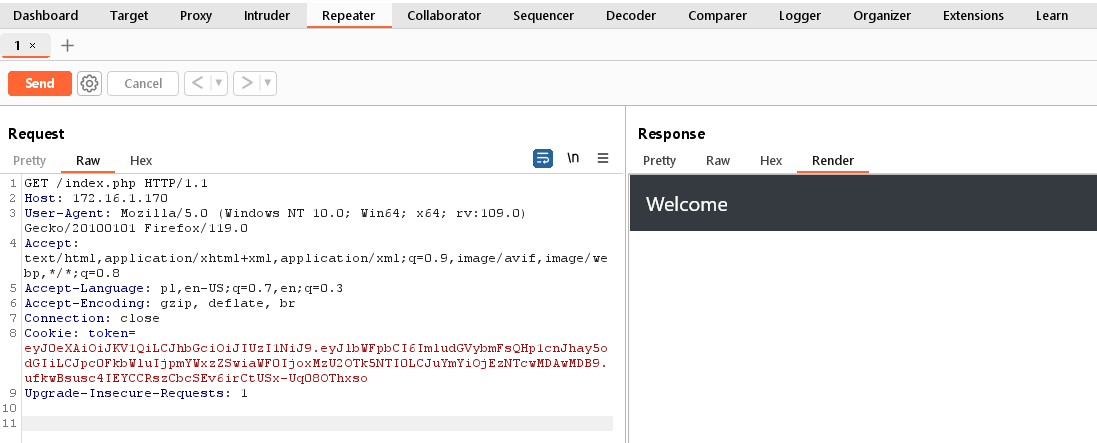 Dashboard Target Proxy Intruder Repeater Collaborator Sequencer Decoder Comparer Logger Organizer Extensions Learn
1 × +
Send Cancel < > 
Request
Pretty Raw Hex \n
1 GET /index.php HTTP/1.1
2 Host: 172.16.1.170
3 User-Agent: Mozilla/5.0 (Windows NT 10.0; Win64; x64; rv:109.0)
Gecko/20100101 Firefox/119.0
4 Accept:
text/html,application/xhtml+xml,application/xml;q=0.9,image/avif,image/we
bp,*/*;q=0.8
5 Accept-Language: pl,en-US;q=0.7,en;q=0.3
6 Accept-Encoding: gzip, deflate, br
7 Connection: close
8 Cookie: token=
eyJ0eXAiOiJKV1QiLCJhbGciOiJIUzI1NiJ9.eyJlbWFpbCI6ImludGVybmFsQHp1cnJhay5o
dGIiLCJpc0FkbWluIjpmYWxzZSwiaWF0IjoxMzU2OTk5NTI0LCJuYmYiOjEzNTcwMDAwMDB9.
ufkwBsusc4IEYCCRszCbcSEv6irCtUSx-Uq08OThxso
9 Upgrade-Insecure-Requests: 1
10
11
Response
Pretty Raw Hex Render
Welcome